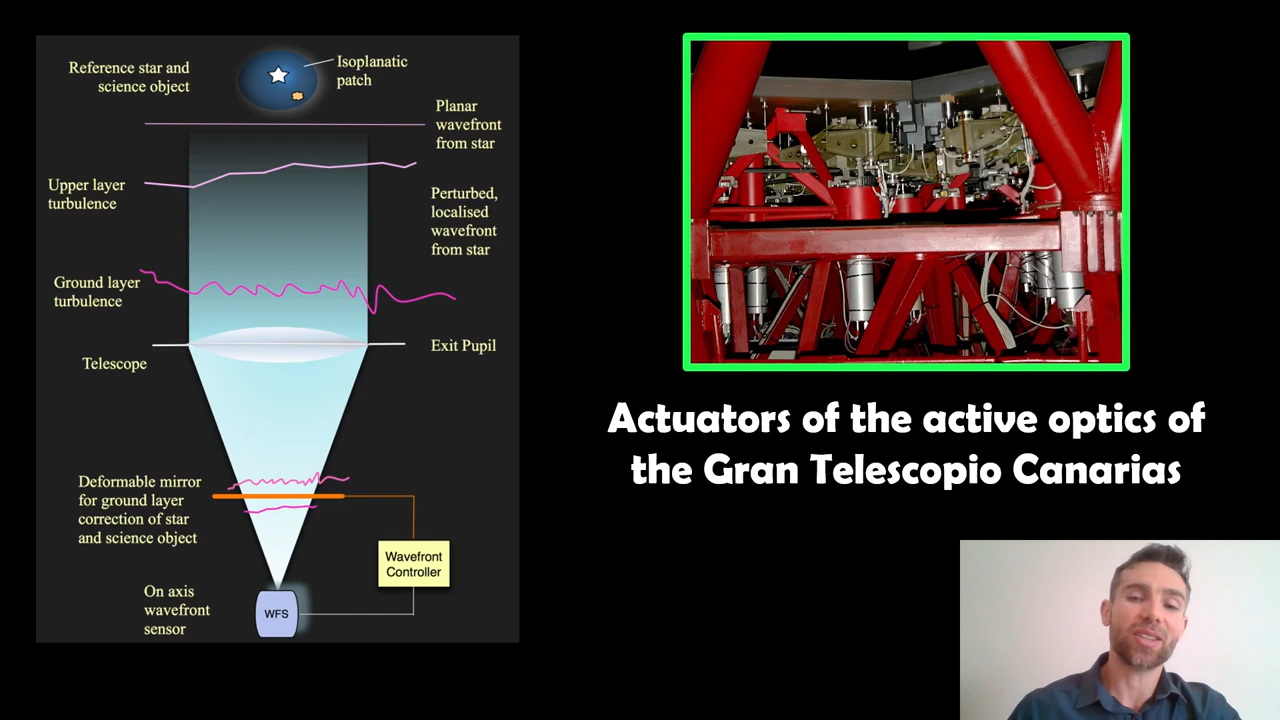 Reference star and
science object
Isoplanatic
patch
Planar
wavefront
from star
Upper layer
turbulence
Perturbed,
localised
wavefront
from star
Ground layer
turbulence
Telescope
Exit Pupil
Deformable mirror
for ground layer
correction of star
and science object
Wavefront
Controller
On axis
wavefront
sensor
WFS
Actuators of the active optics of
the Gran Telescopio Canarias